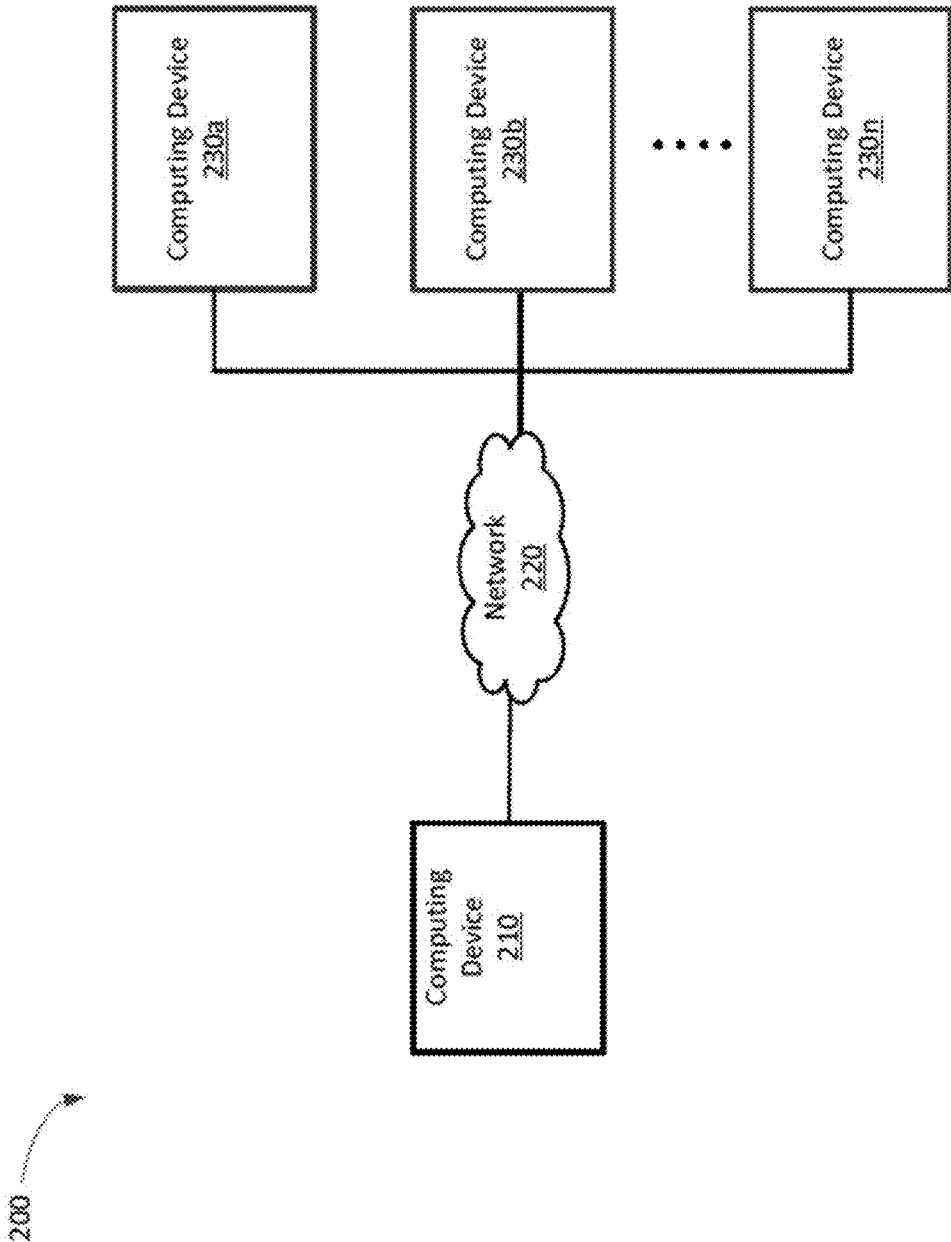 200
Computing
Device
210
Network
220
Computing Device
230a
Computing Device
230b
Computing Device
230n